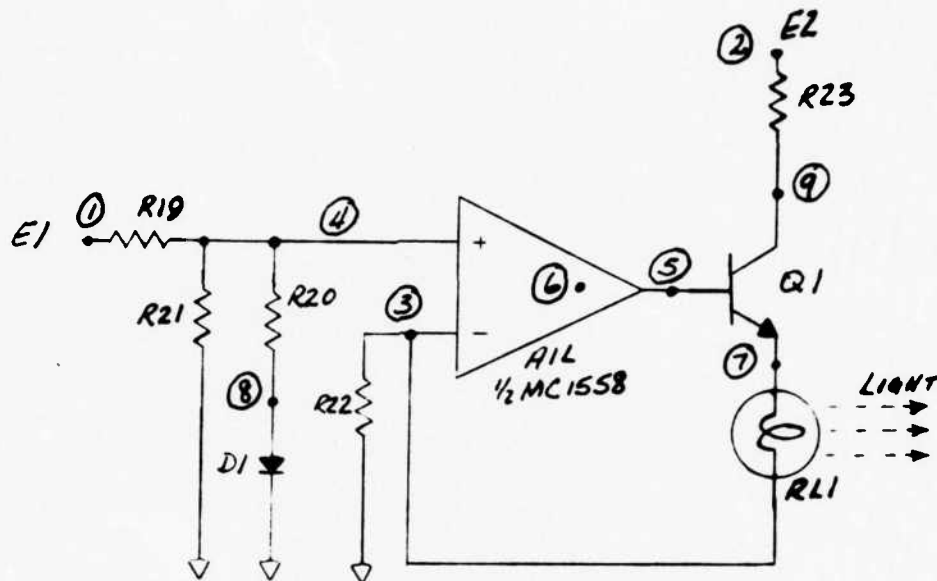 ② E2
R23
⑨
① R19
E1
④
+
R21
R20
⑥
⑤
Q1
③
-
A1L
½ MC1558
⑦
LIGHT
⑧
R22
D1
RL1